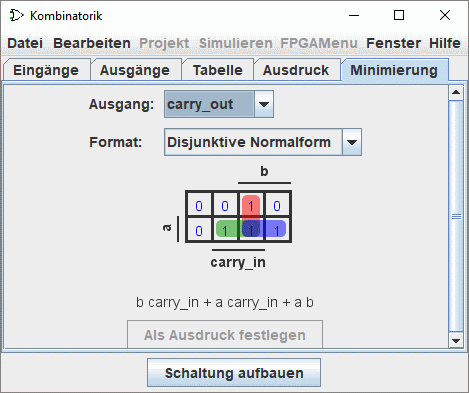 Kombinatorik
Datei Bearbeiten Projekt Simulieren FPGAMenu Fenster Hilfe
Eingänge Ausgänge Tabelle Ausdruck Minimierung
Ausgang: carry_out
Format: Disjunktive Normalform
b
0 0 1 0
a 0 1 1 1
carry_in
b carry_in + a carry_in + a b
Als Ausdruck festlegen
Schaltung aufbauen